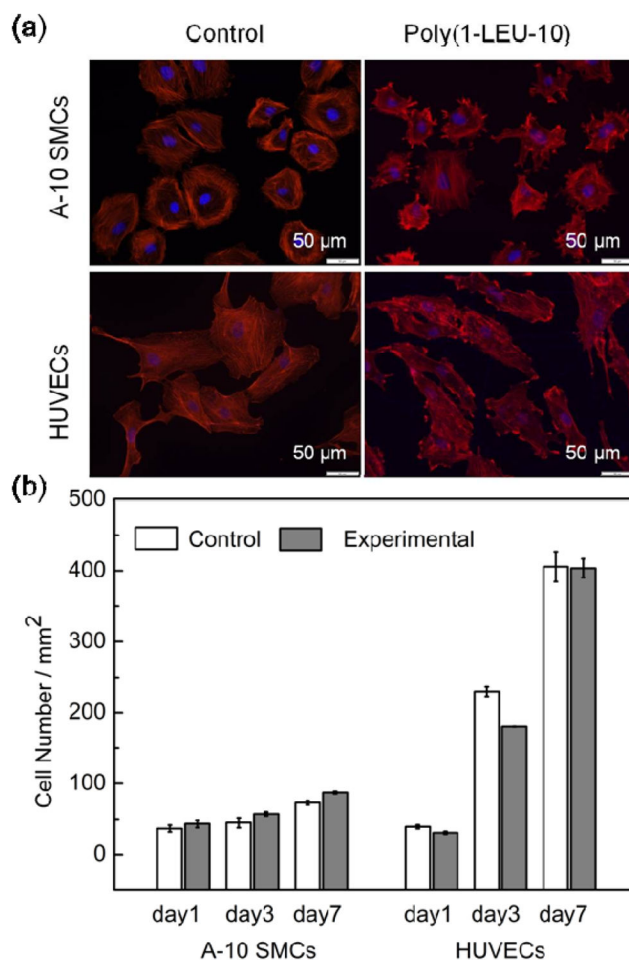 (a)
Control Poly(1-LEU-10)
A-10 SMCs
50 µm 50 µm
HUVECs
50 µm 50 µm
(b)
500
400
300
200
100
0
Cell Number / mm²
Control Experimental
day1 day3 day7 day1 day3 day7
A-10 SMCs HUVECs